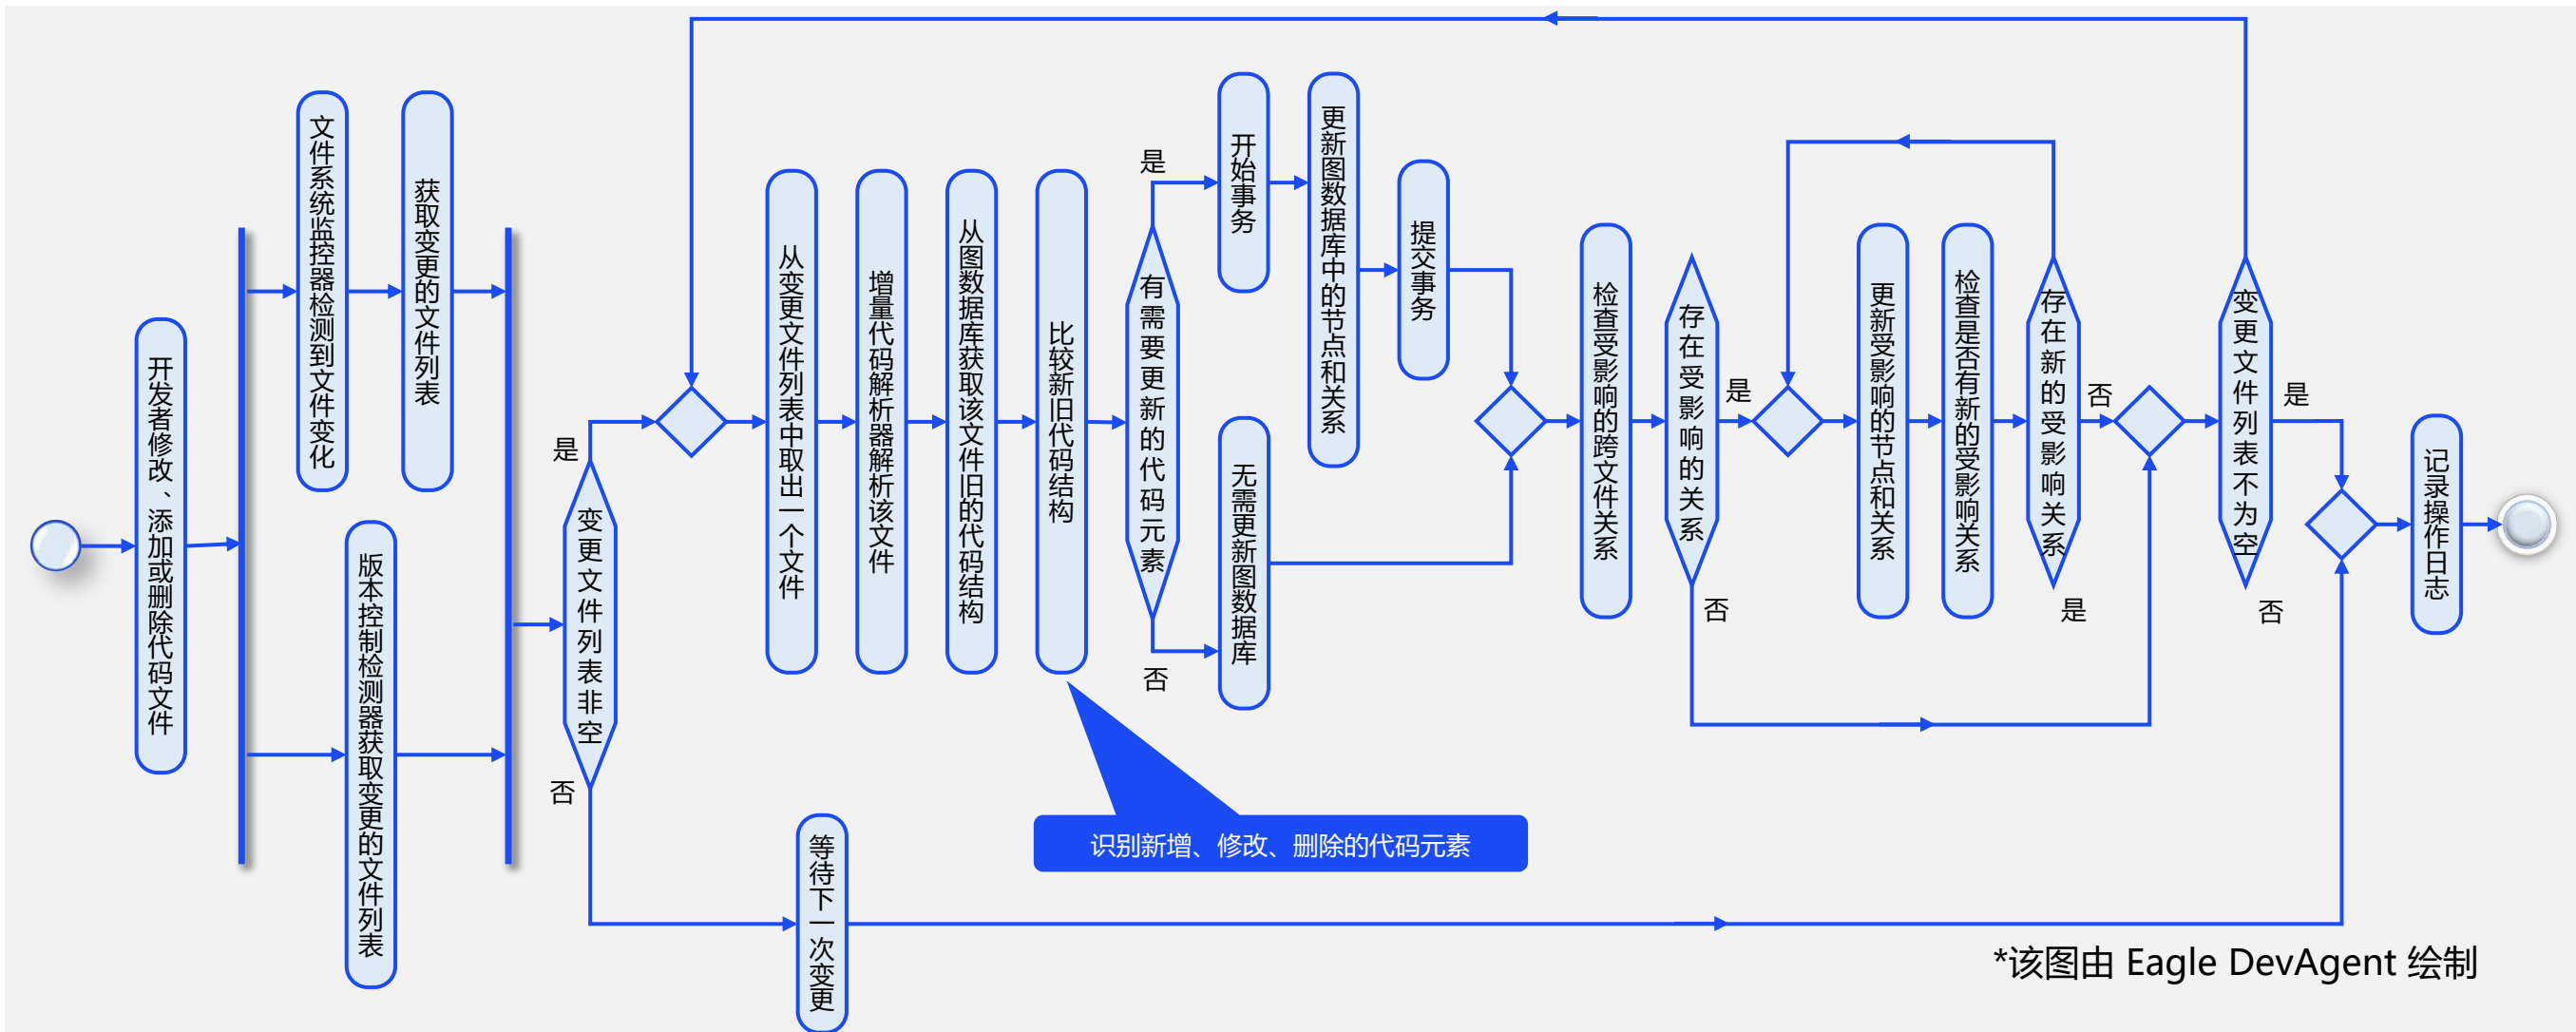 开发者修改、添加或删除代码文件
文件系统监控器检测到文件变化
获取变更的文件列表
版本控制检测器获取变更的文件列表
变更文件列表非空
是
否
从变更文件列表中取出一个文件
增量代码解析器解析该文件
从图数据库获取该文件旧的代码结构
比较新旧代码结构
识别新增、修改、删除的代码元素
有需要更新的代码元素
是
否
开始事务
更新图数据库中的节点和关系
提交事务
无需更新图数据库
检查受影响的跨文件关系
存在受影响的关系
是
否
更新受影响的节点和关系
检查是否有新的受影响关系
存在新的受影响关系
否
是
变更文件列表不为空
是
否
等待下一次变更
记录操作日志
*该图由 Eagle DevAgent 绘制